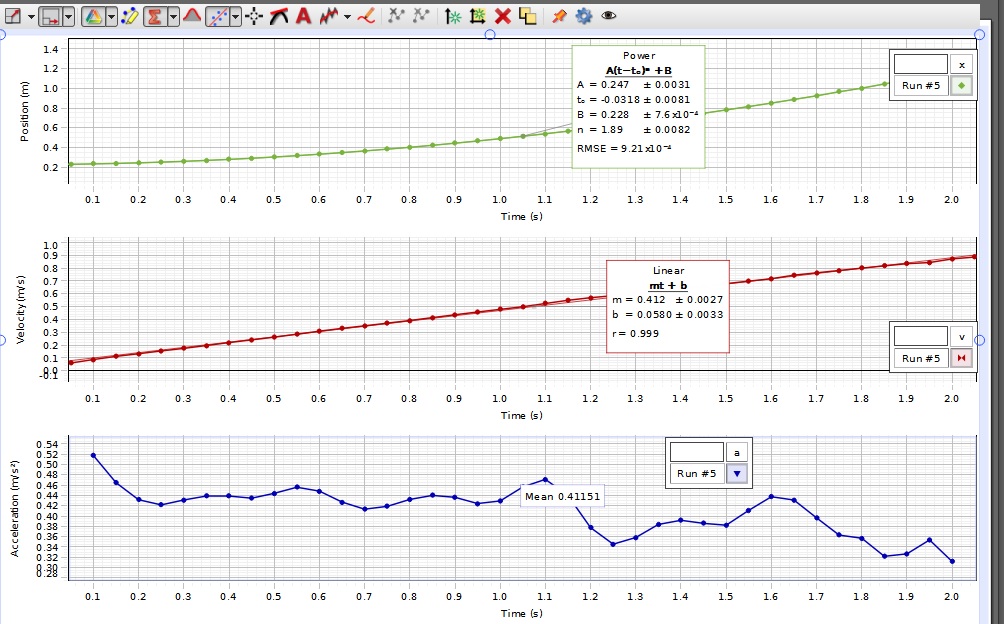 Position (m)
1.4
1.2
1.0
0.8
0.6
0.4
0.2
Power
A(t−t₀)ⁿ +B
A = 0.247 ± 0.0031
t₀ = -0.0318 ± 0.0081
B = 0.228 ± 7.6x10⁻⁴
n = 1.89 ± 0.0082
RMSE = 9.21x10⁻⁴
x
Run #5
0.1 0.2 0.3 0.4 0.5 0.6 0.7 0.8 0.9 1.0 1.1 1.2 1.3 1.4 1.5 1.6 1.7 1.8 1.9 2.0
Time (s)
Velocity (m/s)
1.0
0.9
0.8
0.7
0.6
0.5
0.4
0.3
0.2
0.1
0.0
-0.1
Linear
mt + b
m = 0.412 ± 0.0027
b = 0.0580 ± 0.0033
r = 0.999
v
Run #5
0.1 0.2 0.3 0.4 0.5 0.6 0.7 0.8 0.9 1.0 1.1 1.2 1.3 1.4 1.5 1.6 1.7 1.8 1.9 2.0
Time (s)
Acceleration (m/s²)
0.54
0.52
0.50
0.48
0.46
0.44
0.42
0.40
0.38
0.36
0.34
0.32
0.30
0.28
a
Run #5
Mean 0.41151
0.1 0.2 0.3 0.4 0.5 0.6 0.7 0.8 0.9 1.0 1.1 1.2 1.3 1.4 1.5 1.6 1.7 1.8 1.9 2.0
Time (s)